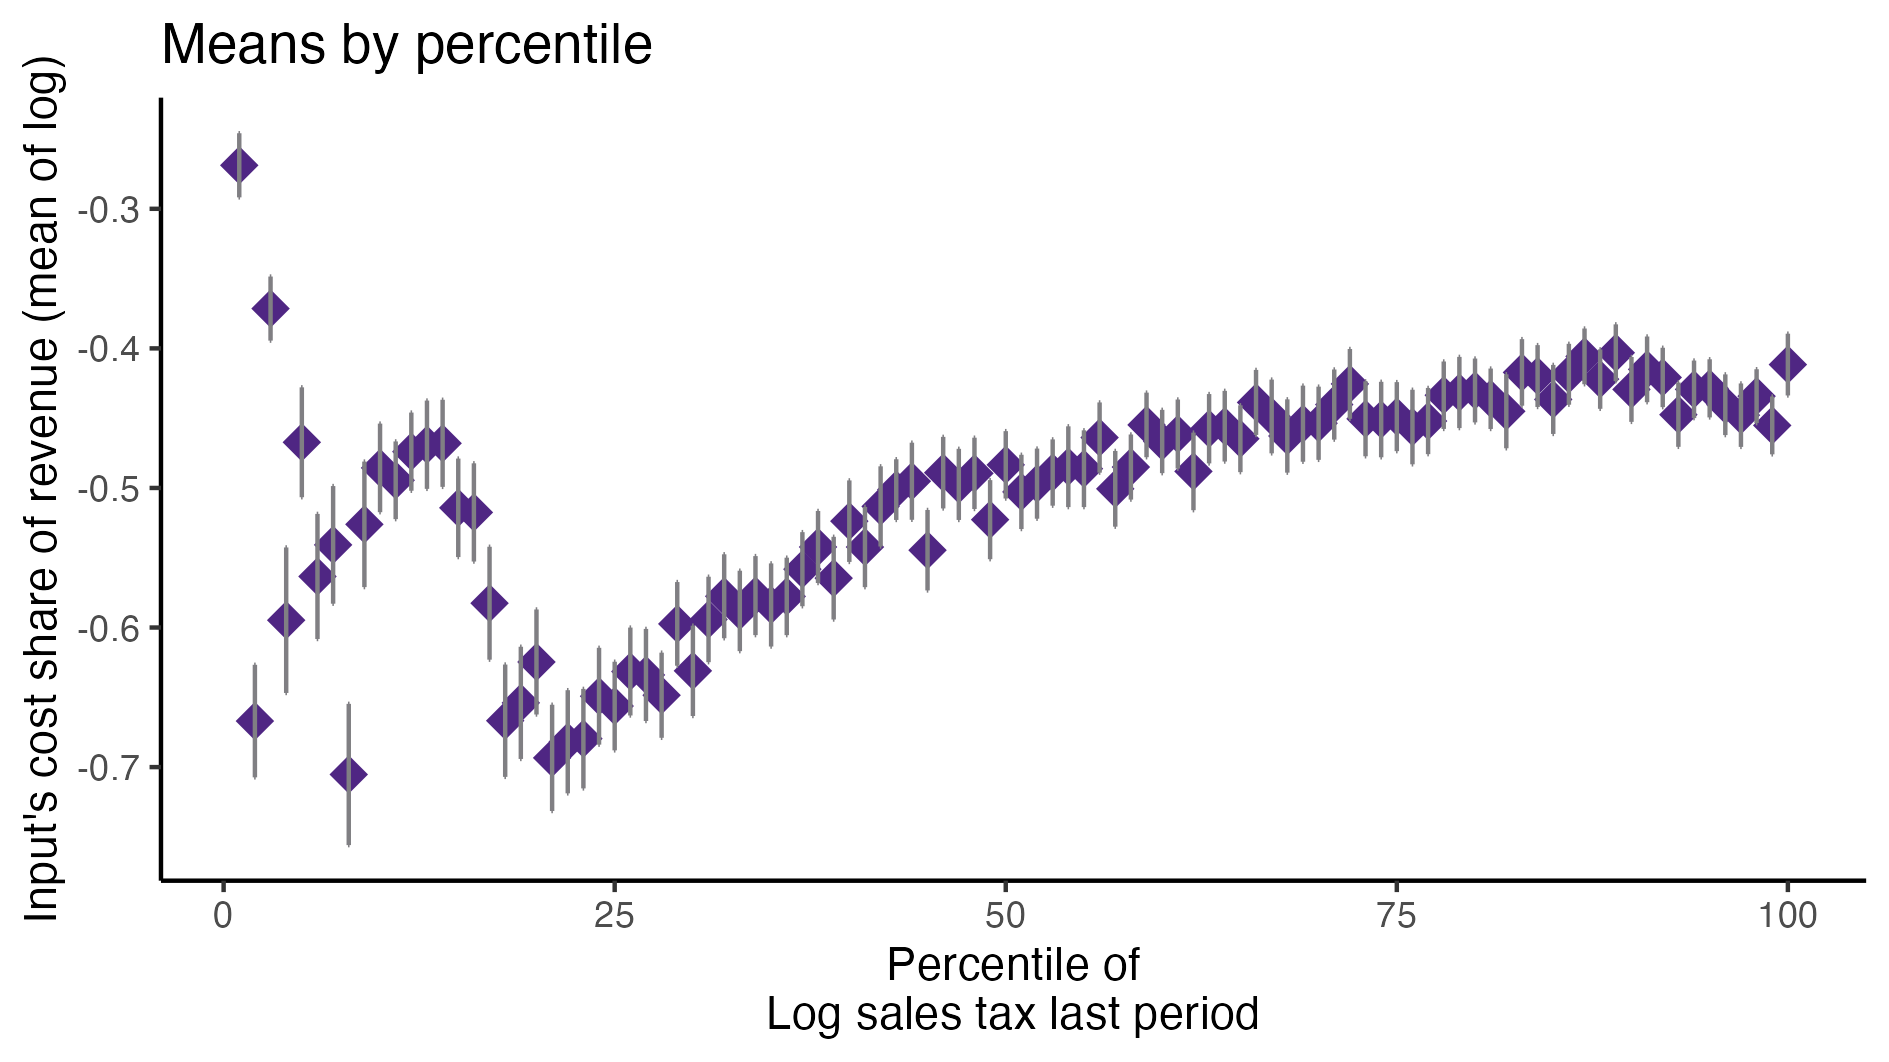 Means by percentile
Input's cost share of revenue (mean of log)
-0.3
-0.4
-0.5
-0.6
-0.7
0
25
50
75
100
Percentile of
Log sales tax last period